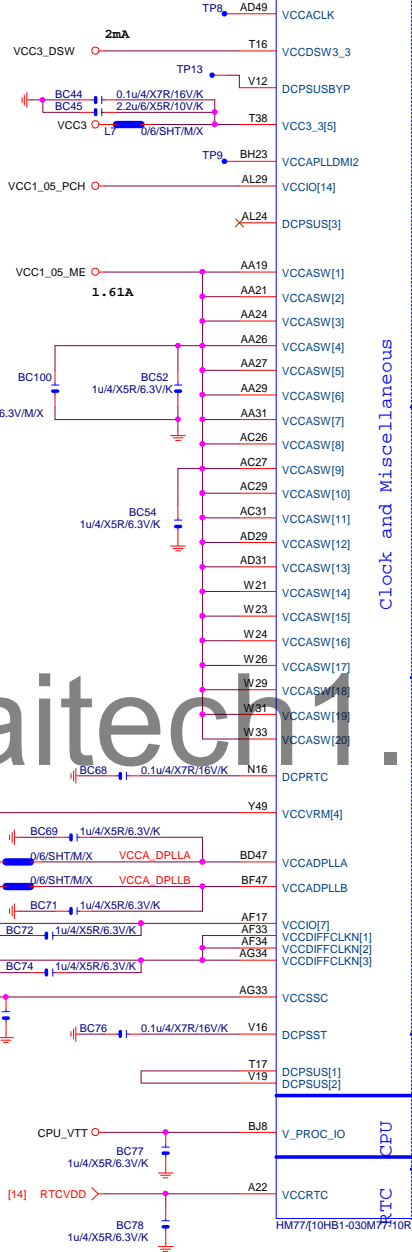 TP8 AD49 VCCACLK
2mA
VCC3_DSW T16 VCCDSW3_3
TP13 V12 DCPSUSBYP
BC44 0.1u/4/X7R/16V/K
BC45 2.2u/6/X5R/10V/K
VCC3 L7 0/6/SHT/M/X T38 VCC3_3[5]
TP9 BH23 VCCAPLLDMI2
VCC1_05_PCH AL29 VCCIO[14]
AL24 DCPSUS[3]
VCC1_05_ME AA19 VCCASW[1]
1.61A
AA21 VCCASW[2]
AA24 VCCASW[3]
AA26 VCCASW[4]
BC100 BC52 AA27 VCCASW[5]
1u/4/X5R/6.3V/K AA29 VCCASW[6]
6.3V/M/X AA31 VCCASW[7]
AC26 VCCASW[8]
AC27 VCCASW[9]
AC29 VCCASW[10]
BC54 AC31 VCCASW[11]
1u/4/X5R/6.3V/K AD29 VCCASW[12]
AD31 VCCASW[13]
W21 VCCASW[14]
W23 VCCASW[15]
W24 VCCASW[16]
W26 VCCASW[17]
W29 VCCASW[18]
W31 VCCASW[19]
W33 VCCASW[20]
Clock and Miscellaneous
aitech1.
BC68 0.1u/4/X7R/16V/K N16 DCPRTC
Y49 VCCVRM[4]
BC69 1u/4/X5R/6.3V/K
0/6/SHT/M/X VCCA_DPLLA BD47 VCCADPLLA
0/6/SHT/M/X VCCA_DPLLB BF47 VCCADPLLB
BC71 1u/4/X5R/6.3V/K
AF17 VCCIO[7]
BC72 1u/4/X5R/6.3V/K AF33 VCCDIFFCLKN[1]
AF34 VCCDIFFCLKN[2]
AG34 VCCDIFFCLKN[3]
BC74 1u/4/X5R/6.3V/K
AG33 VCCSSC
BC76 0.1u/4/X7R/16V/K V16 DCPSST
T17 DCPSUS[1]
V19 DCPSUS[2]
CPU_VTT BJ8 V_PROC_IO
CPU
BC77
1u/4/X5R/6.3V/K
[14] RTCVDD A22 VCCRTC
RTC
BC78
1u/4/X5R/6.3V/K
HM77/[10HB1-030M77-10R